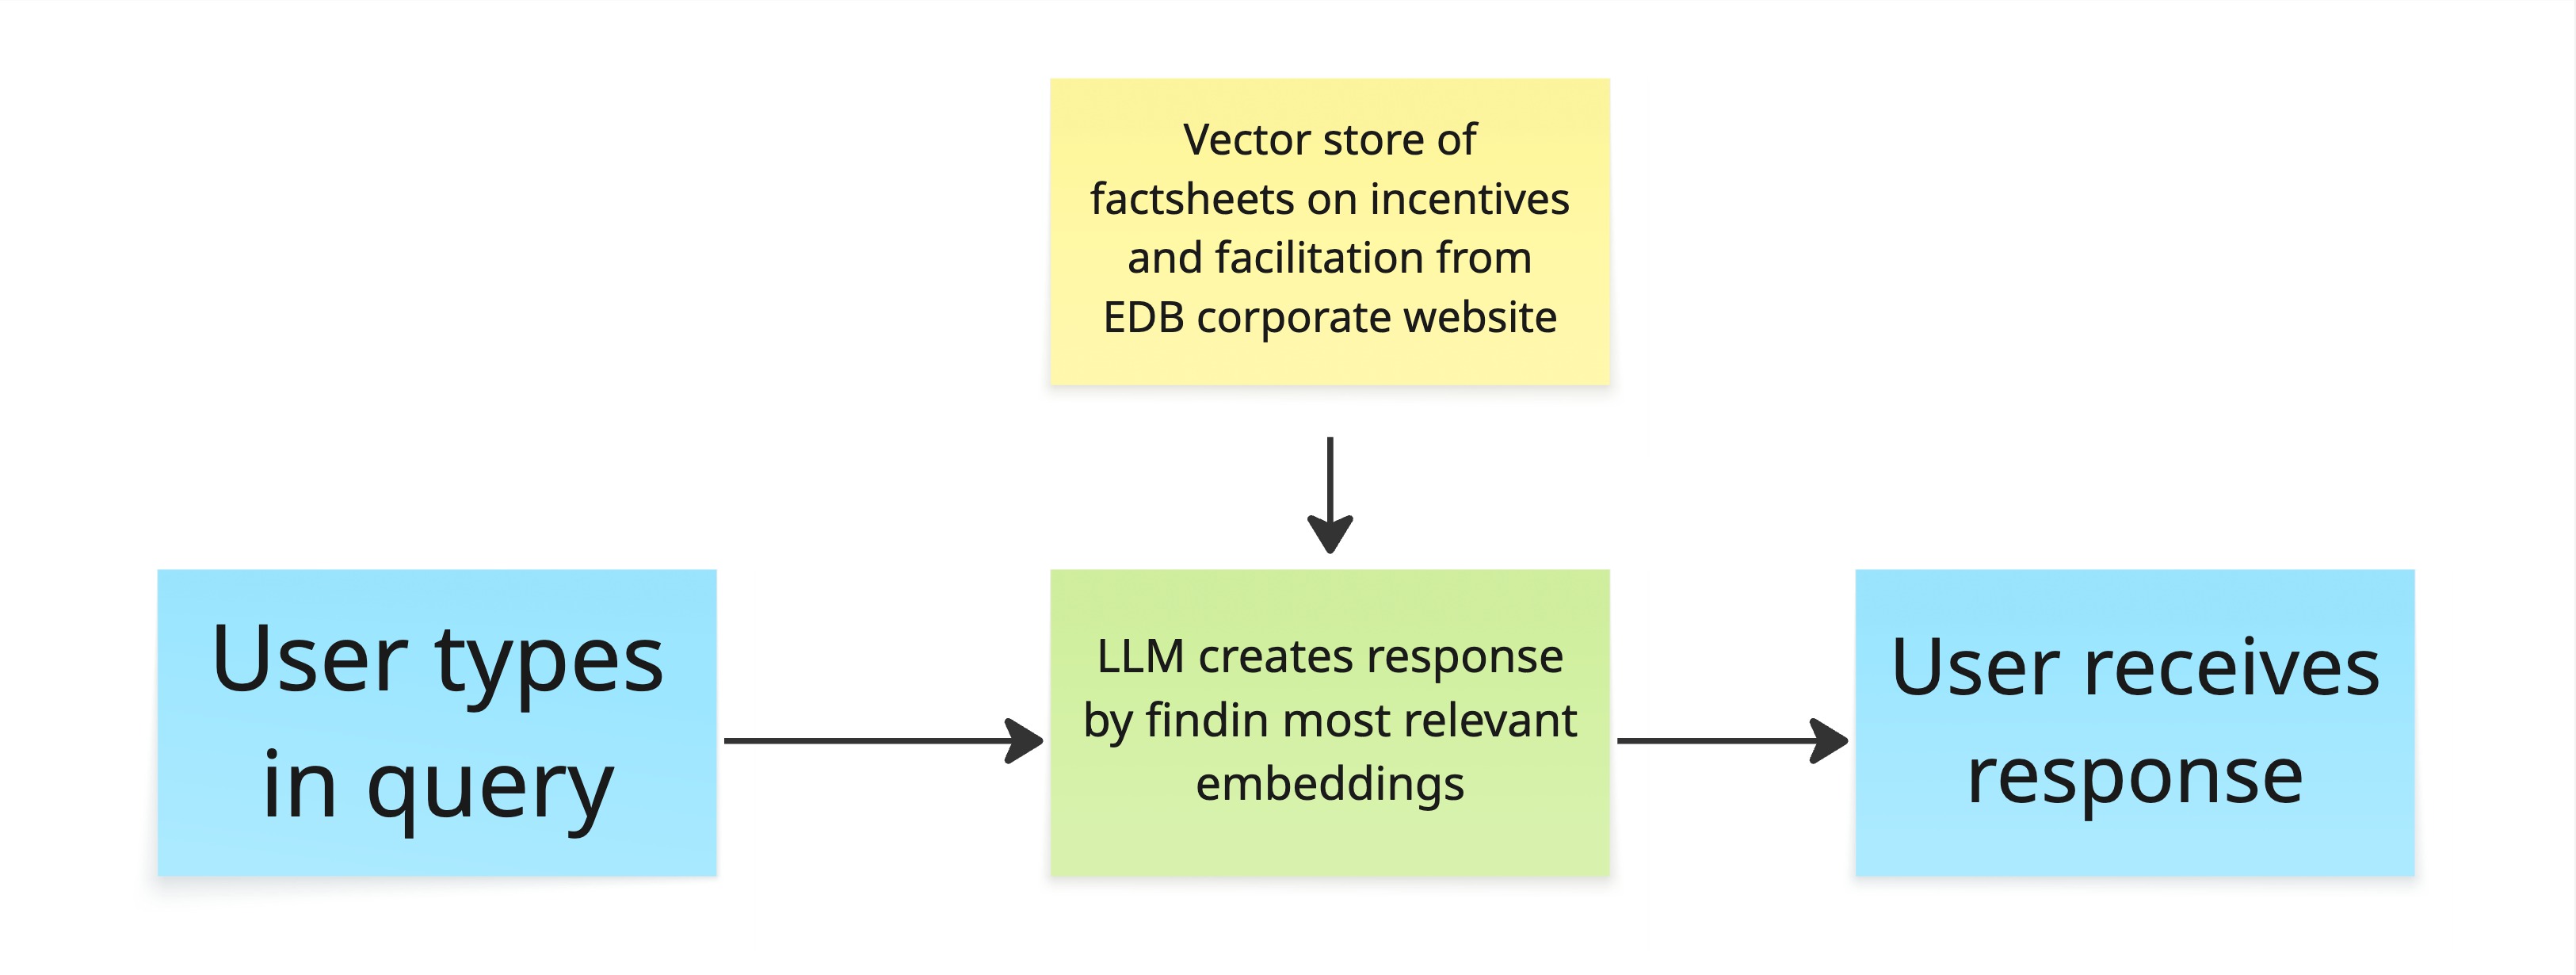 Vector store of
factsheets on incentives
and facilitation from
EDB corporate website
User types
in query
LLM creates response
by findin most relevant
embeddings
User receives
response